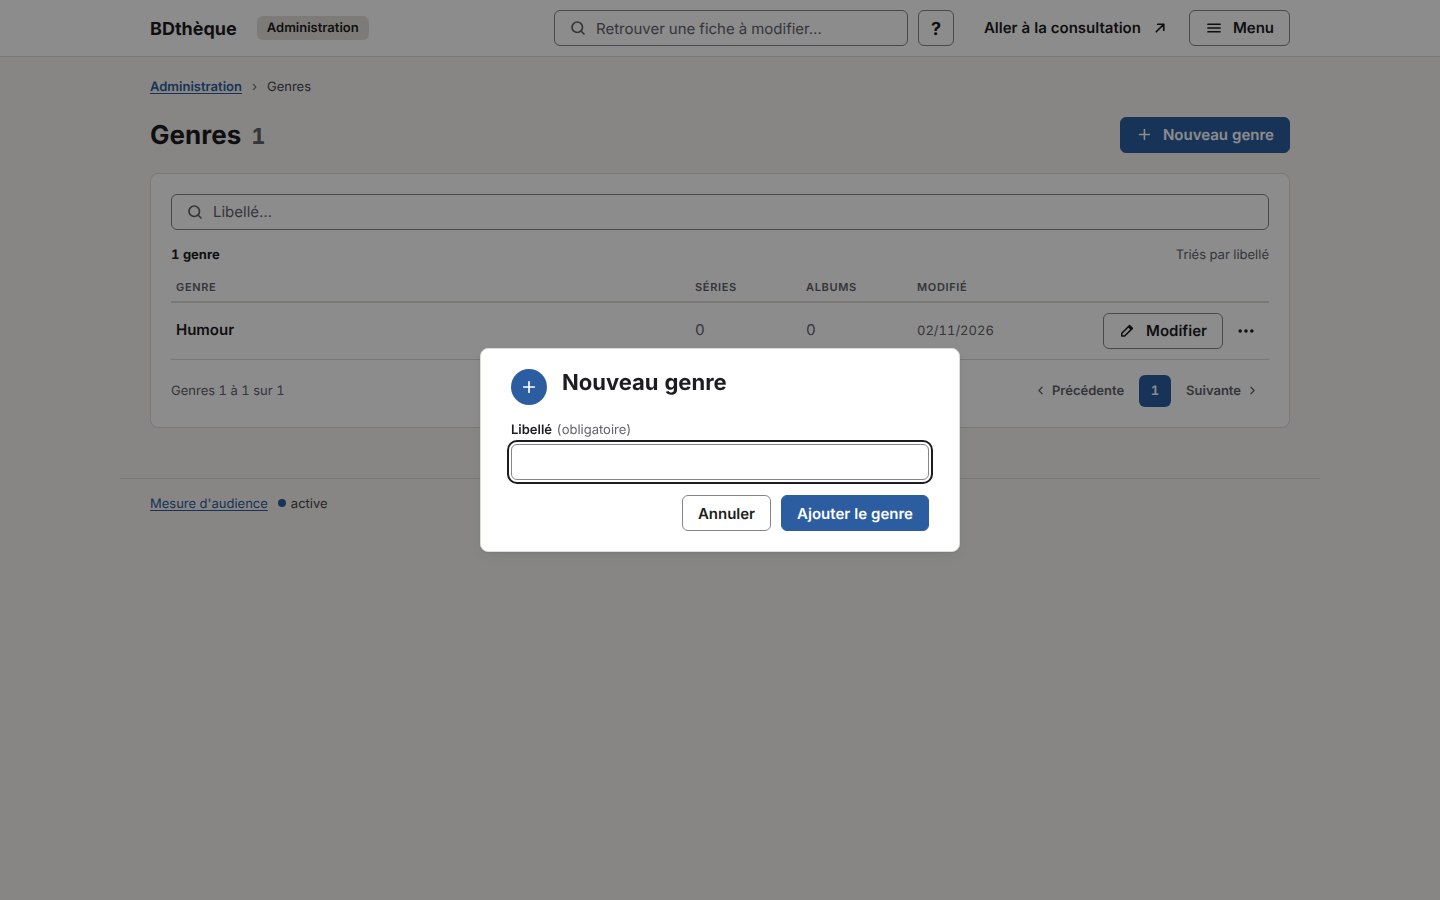 BDthèque Administration Retrouver une fiche à modifier... ? Aller à la consultation Menu
Administration › Genres
Genres 1
Nouveau genre
Libellé...
1 genre Triés par libellé
GENRE SÉRIES ALBUMS MODIFIÉ
Humour 0 0 02/11/2026 Modifier
Genres 1 à 1 sur 1 Précédente 1 Suivante
Nouveau genre
Libellé (obligatoire)
Annuler Ajouter le genre
Mesure d'audience active